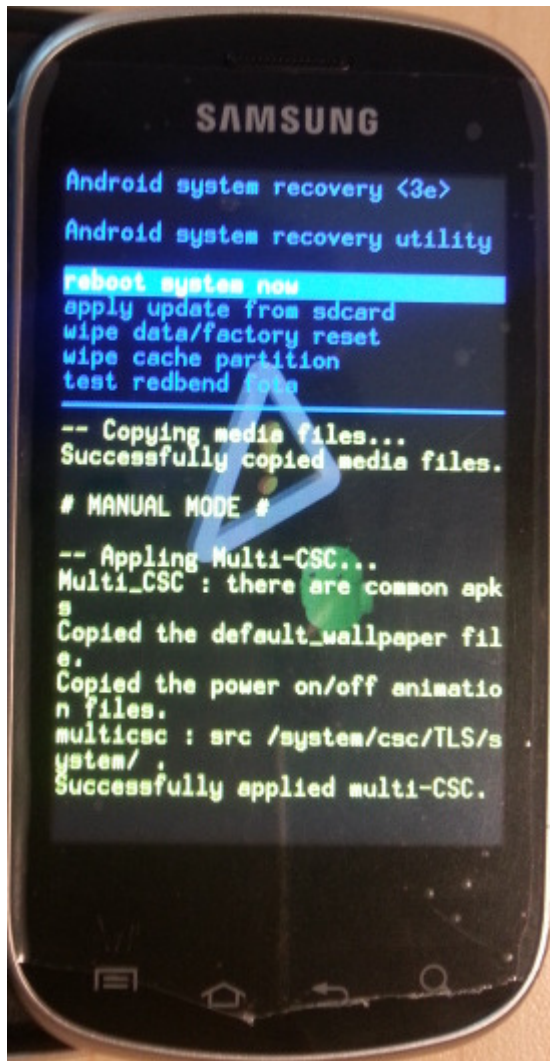 SAMSUNG
Android system recovery <3e>
Android system recovery utility
reboot system now
apply update from sdcard
wipe data/factory reset
wipe cache partition
test redbend fota
-- Copying media files...
Successfully copied media files.
# MANUAL MODE #
-- Appling Multi-CSC...
Multi_CSC : there are common apk
s
Copied the default_wallpaper fil
e.
Copied the power on/off animatio
n files.
multicsc : src /system/csc/TLS/s
ystem/ .
Successfully applied multi-CSC.